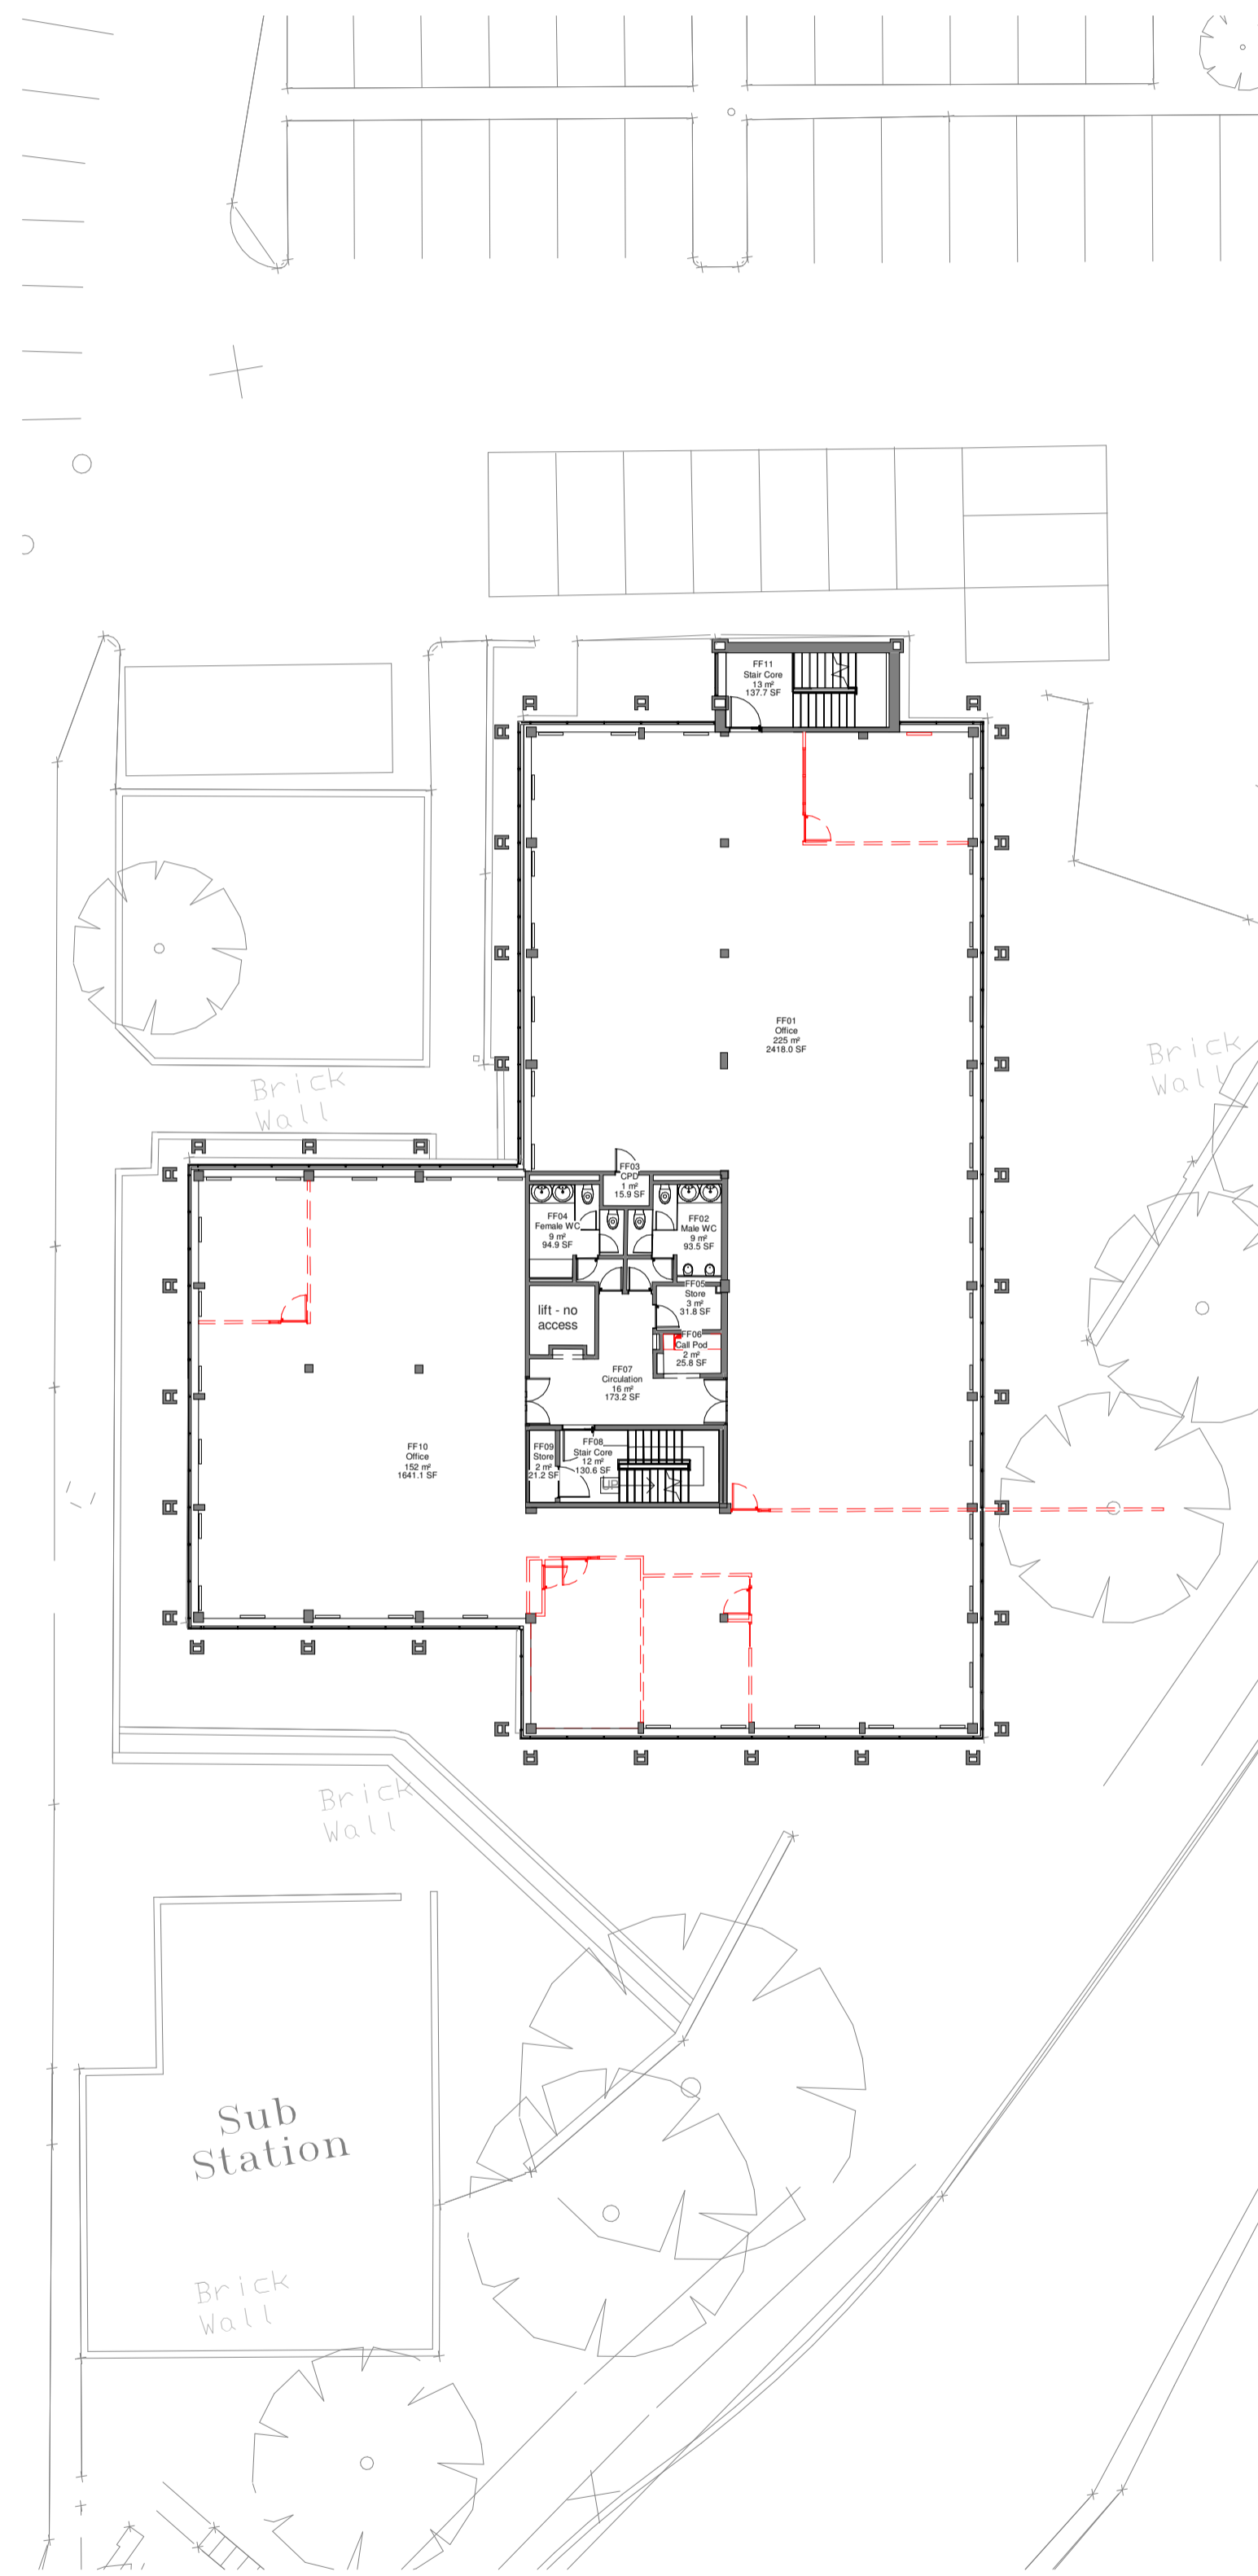 FF11
Stair Core
13 m²
137.7 SF
FF01
Office
225 m²
2418.0 SF
Brick
Wall
Brick
Wall
FF03
CPD
1 m²
15.9 SF
FF04
Female WC
9 m²
94.9 SF
FF02
Male WC
9 m²
93.5 SF
FF05
Store
3 m²
31.8 SF
lift - no
access
FF06
Call Pod
2 m²
25.8 SF
FF07
Circulation
16 m²
173.2 SF
FF10
Office
152 m²
1641.1 SF
FF09
Store
2 m²
21.2 SF
FF08
Stair Core
12 m²
130.6 SF
UP
Brick
Wall
Sub
Station
Brick
Wall